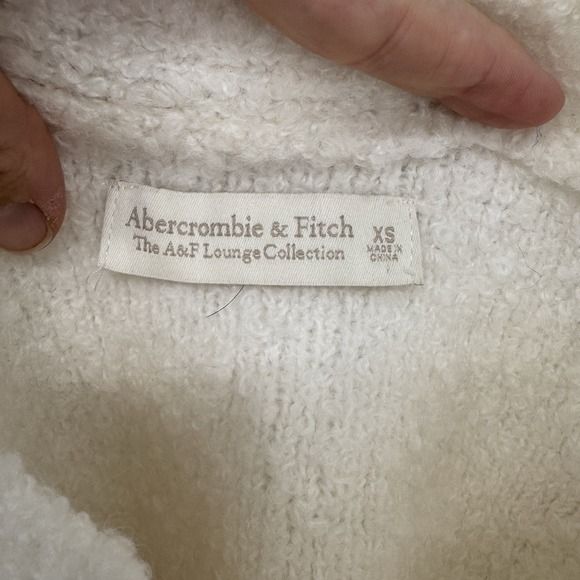 Abercrombie & Fitch
The A&F Lounge Collection
XS
MADE IN
CHINA